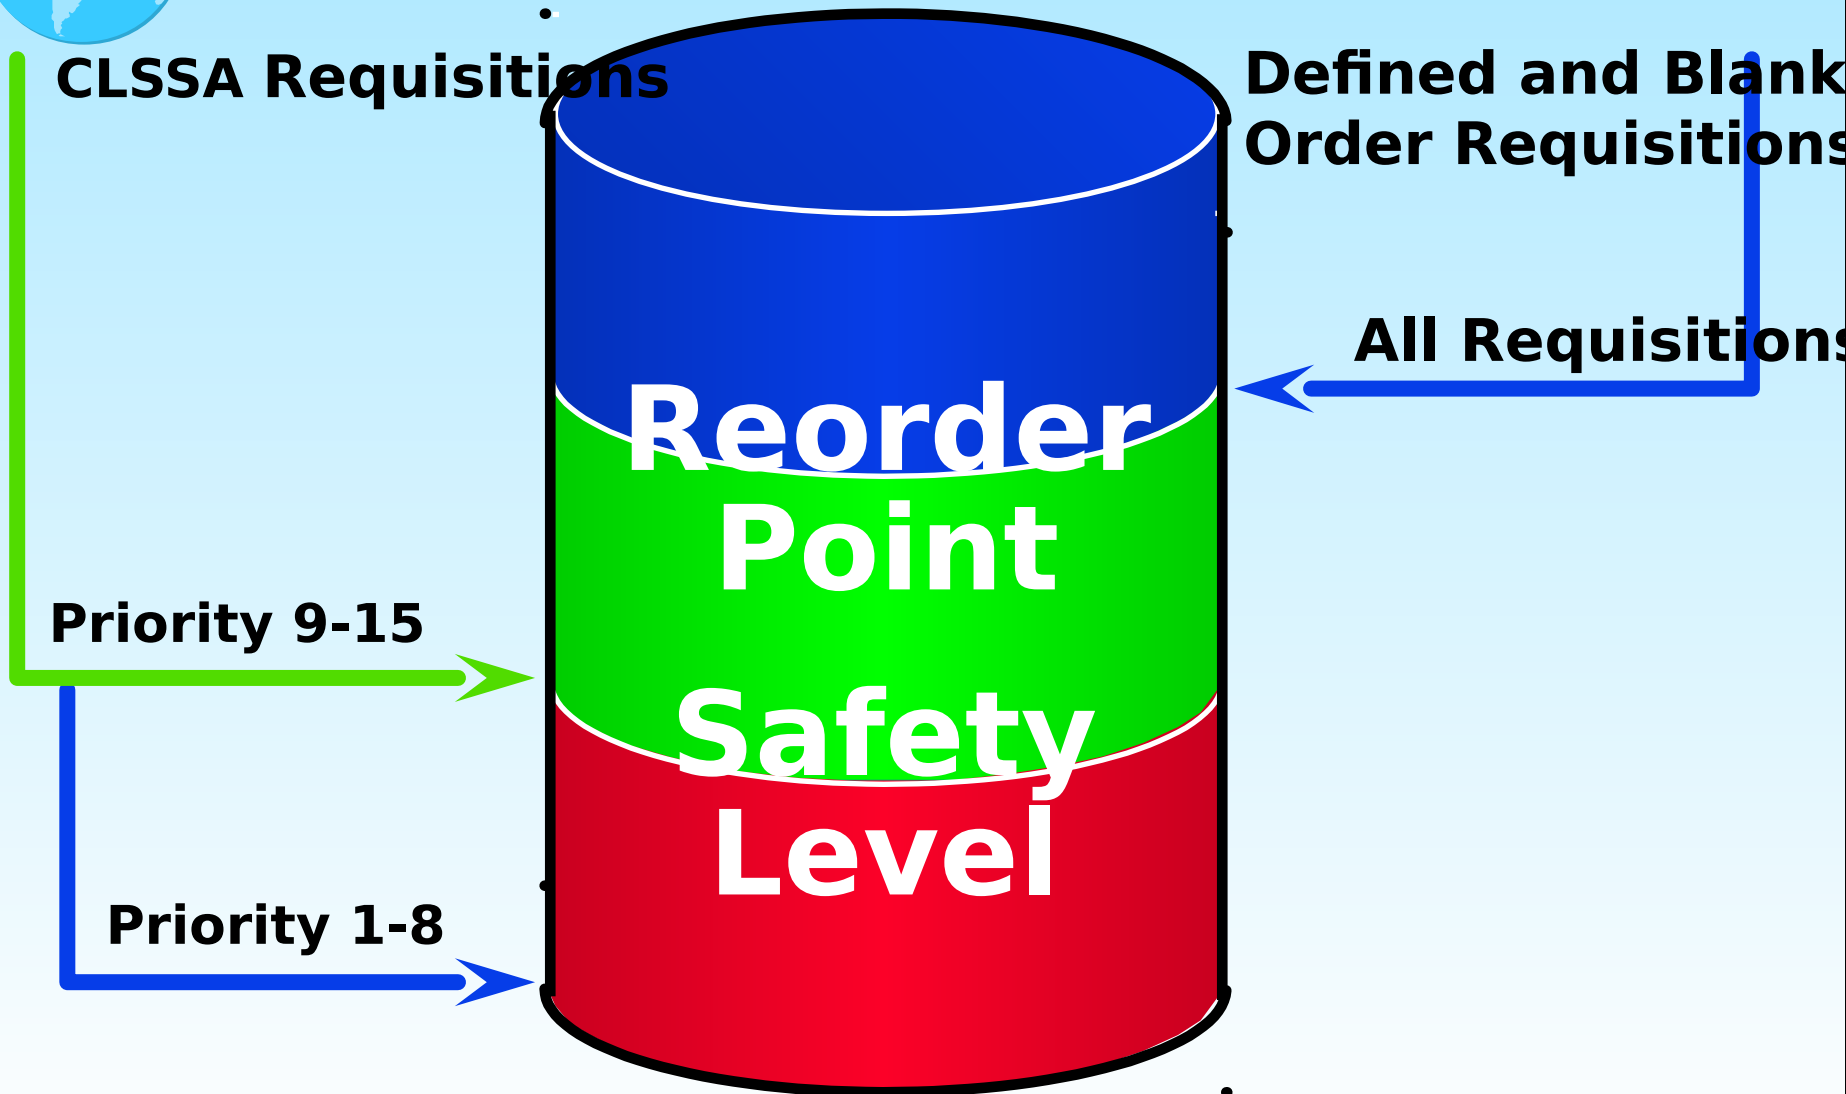 CLSSA Requisitions
Defined and Blank
Order Requisitions
All Requisitions
Reorder
Point
Priority 9-15
Safety
Level
Priority 1-8